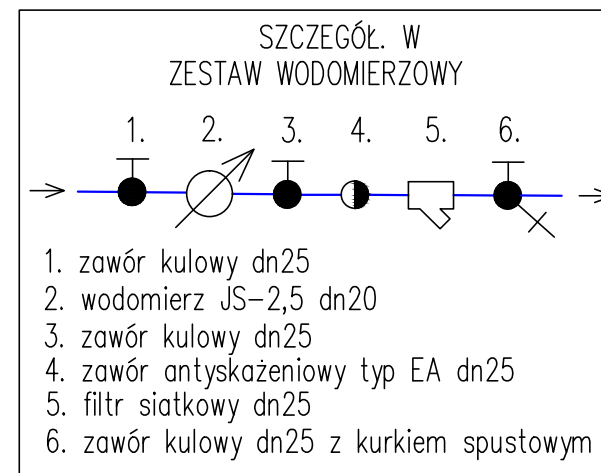 SZCZEGÓŁ. W
ZESTAW WODOMIERZOWY
1. 2. 3. 4. 5. 6.
1. zawór kulowy dn25
2. wodomierz JS-2,5 dn20
3. zawór kulowy dn25
4. zawór antyskażeniowy typ EA dn25
5. filtr siatkowy dn25
6. zawór kulowy dn25 z kurkiem spustowym